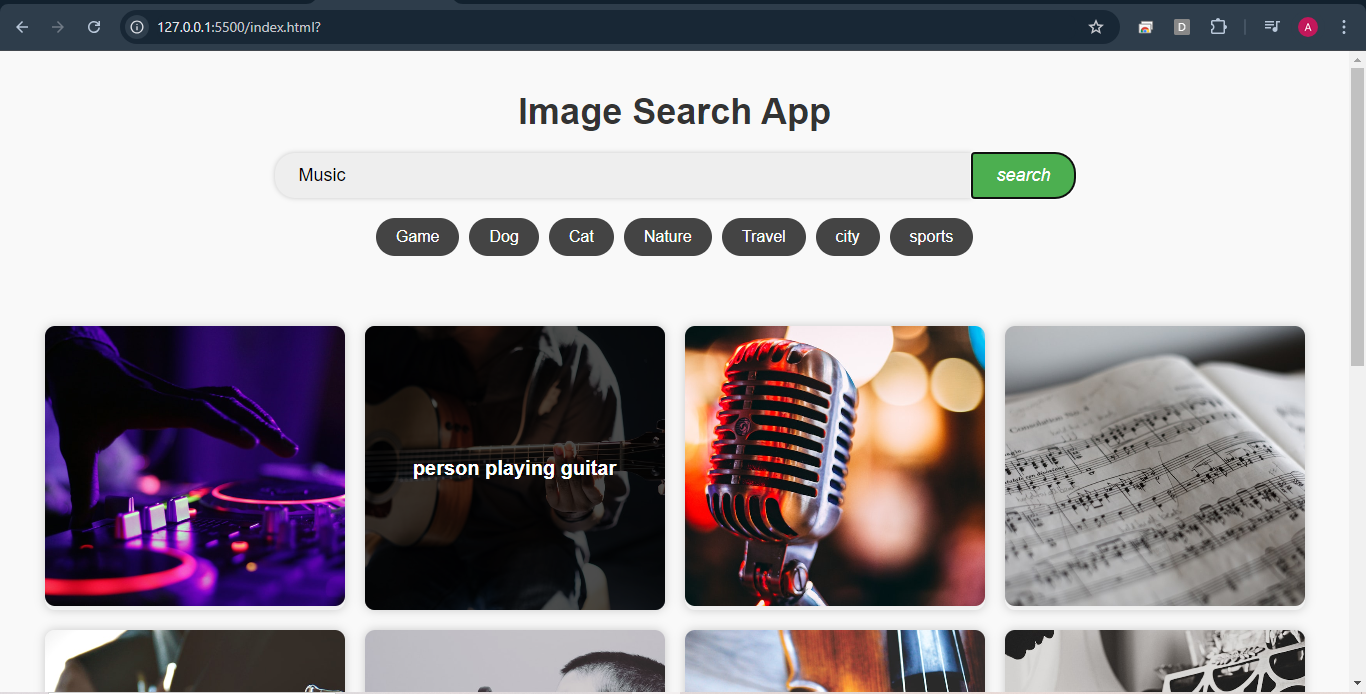 127.0.0.1:5500/index.html?
D
A
Image Search App
Music
search
Game
Dog
Cat
Nature
Travel
city
sports
person playing guitar